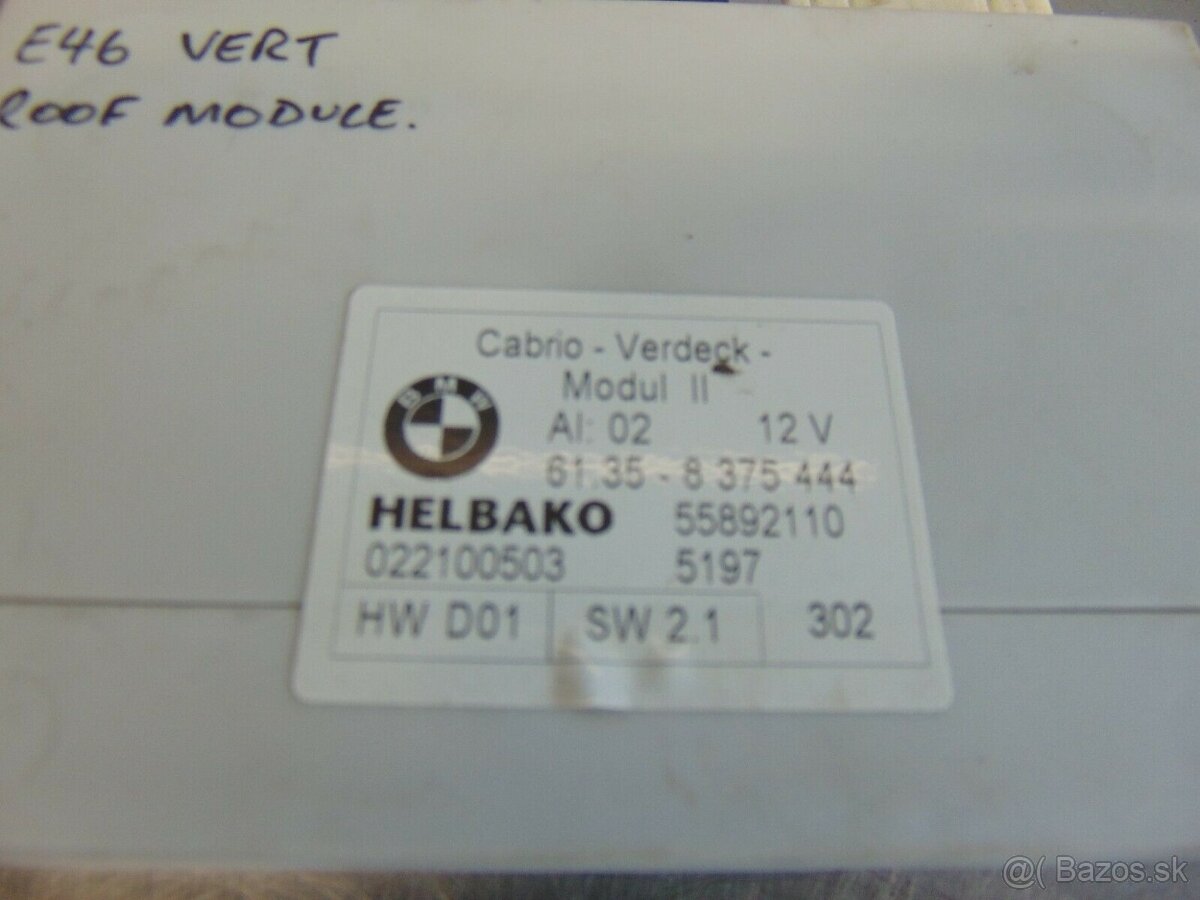 E46 VERT
ROOF MODULE.
Cabrio - Verdeck -
Modul II
BMW
AI: 02 12 V
61.35 - 8 375 444
HELBAKO 55892110
022100503 5197
HW D01 SW 2.1 302
@( Bazos.sk